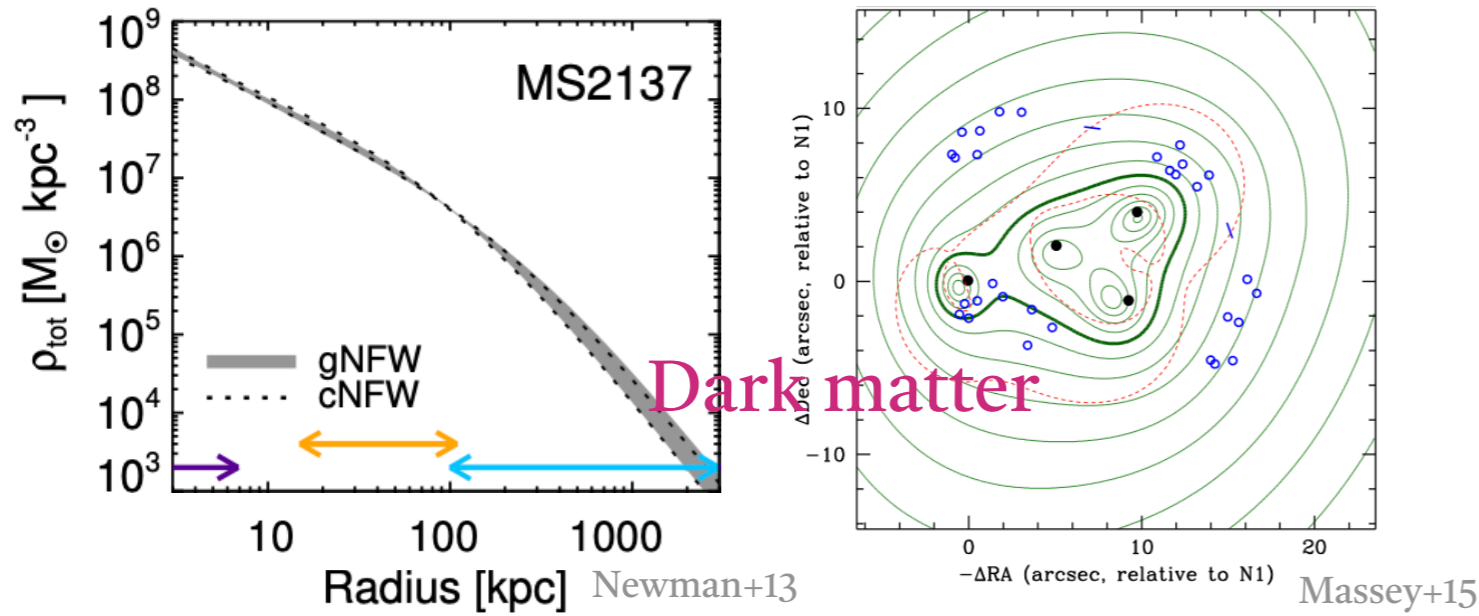 10⁹
10⁸
10⁷
10⁶
10⁵
10⁴
10³
ρtot [M⊙ kpc⁻³]
MS2137
gNFW
cNFW
10 100 1000
Radius [kpc]
Newman+13
Dark matter
10
0
−10
ΔDec (arcsec, relative to N1)
0 10 20
−ΔRA (arcsec, relative to N1)
Massey+15